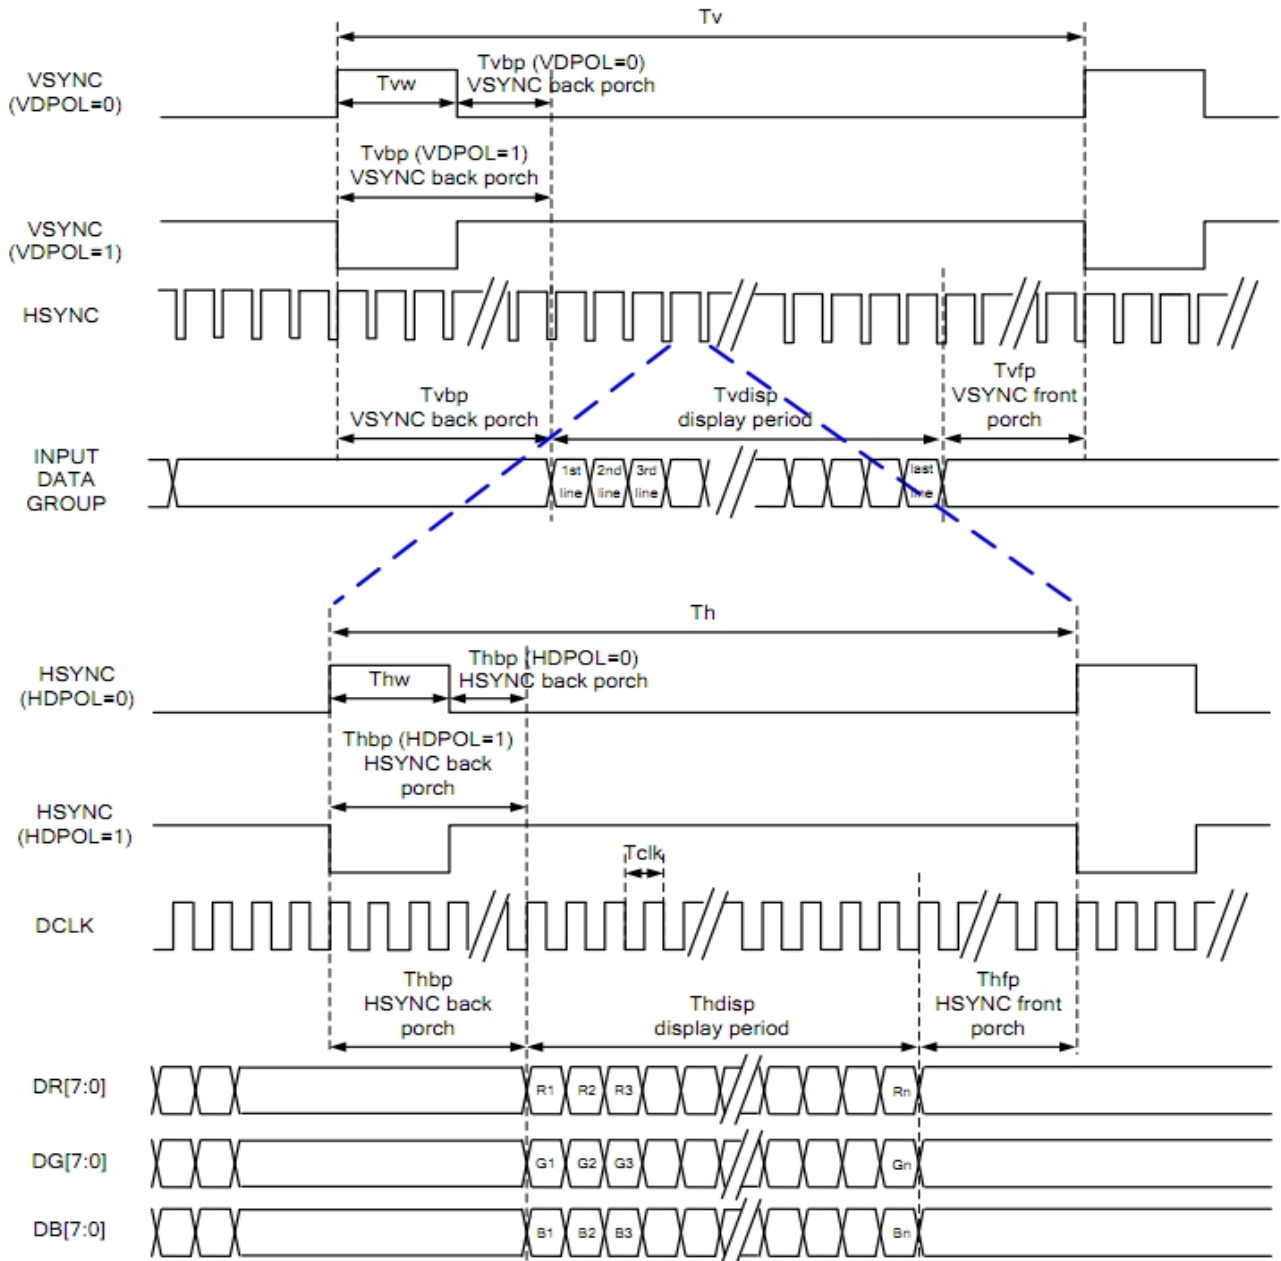 Tv
VSYNC
(VDPOL=0)
Tvw
Tvbp (VDPOL=0)
VSYNC back porch
Tvbp (VDPOL=1)
VSYNC back porch
VSYNC
(VDPOL=1)
HSYNC
Tvbp
VSYNC back porch
Tvdisp
display period
Tvfp
VSYNC front
porch
INPUT
DATA
GROUP
1st
line
2nd
line
3rd
line
last
line
Th
HSYNC
(HDPOL=0)
Thw
Thbp (HDPOL=0)
HSYNC back porch
Thbp (HDPOL=1)
HSYNC back
porch
HSYNC
(HDPOL=1)
Tclk
DCLK
Thbp
HSYNC back
porch
Thdisp
display period
Thfp
HSYNC front
porch
DR[7:0]
R1 R2 R3 Rn
DG[7:0]
G1 G2 G3 Gn
DB[7:0]
B1 B2 B3 Bn